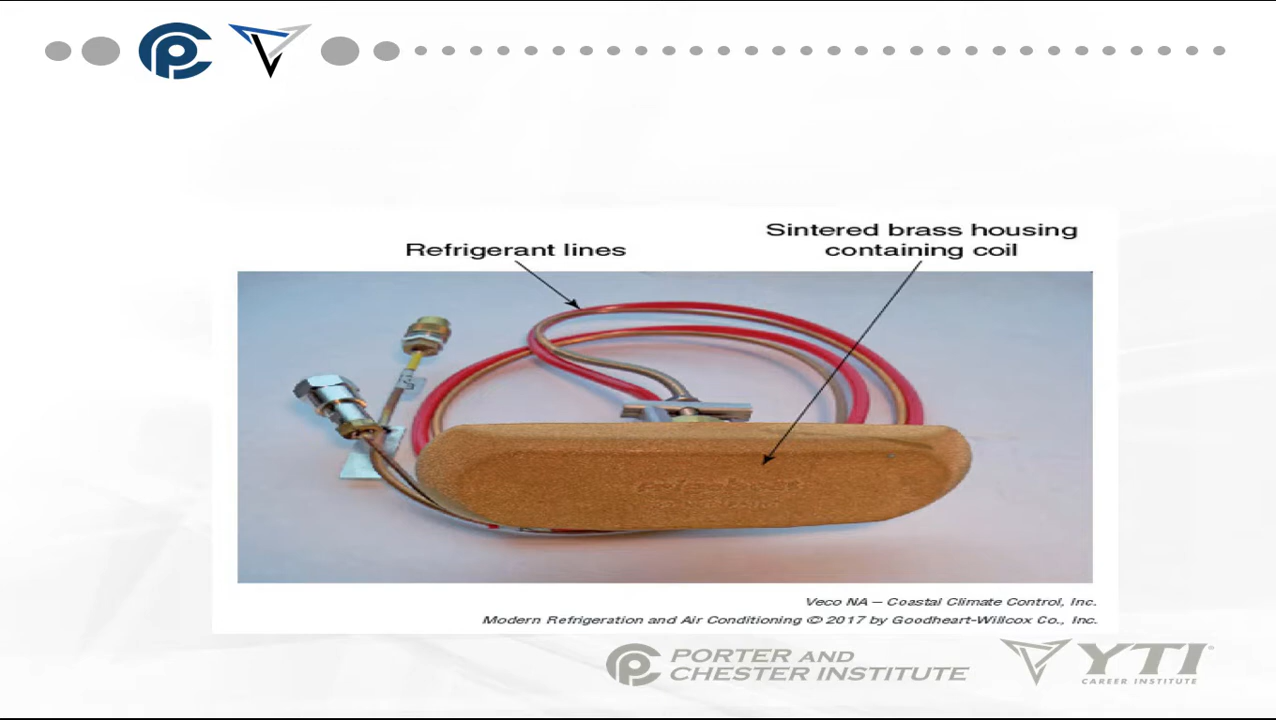 Sintered brass housing
containing coil
Refrigerant lines
Veco NA – Coastal Climate Control, Inc.
Modern Refrigeration and Air Conditioning © 2017 by Goodheart-Willcox Co., Inc.
PORTER AND
CHESTER INSTITUTE
YTI
CAREER INSTITUTE